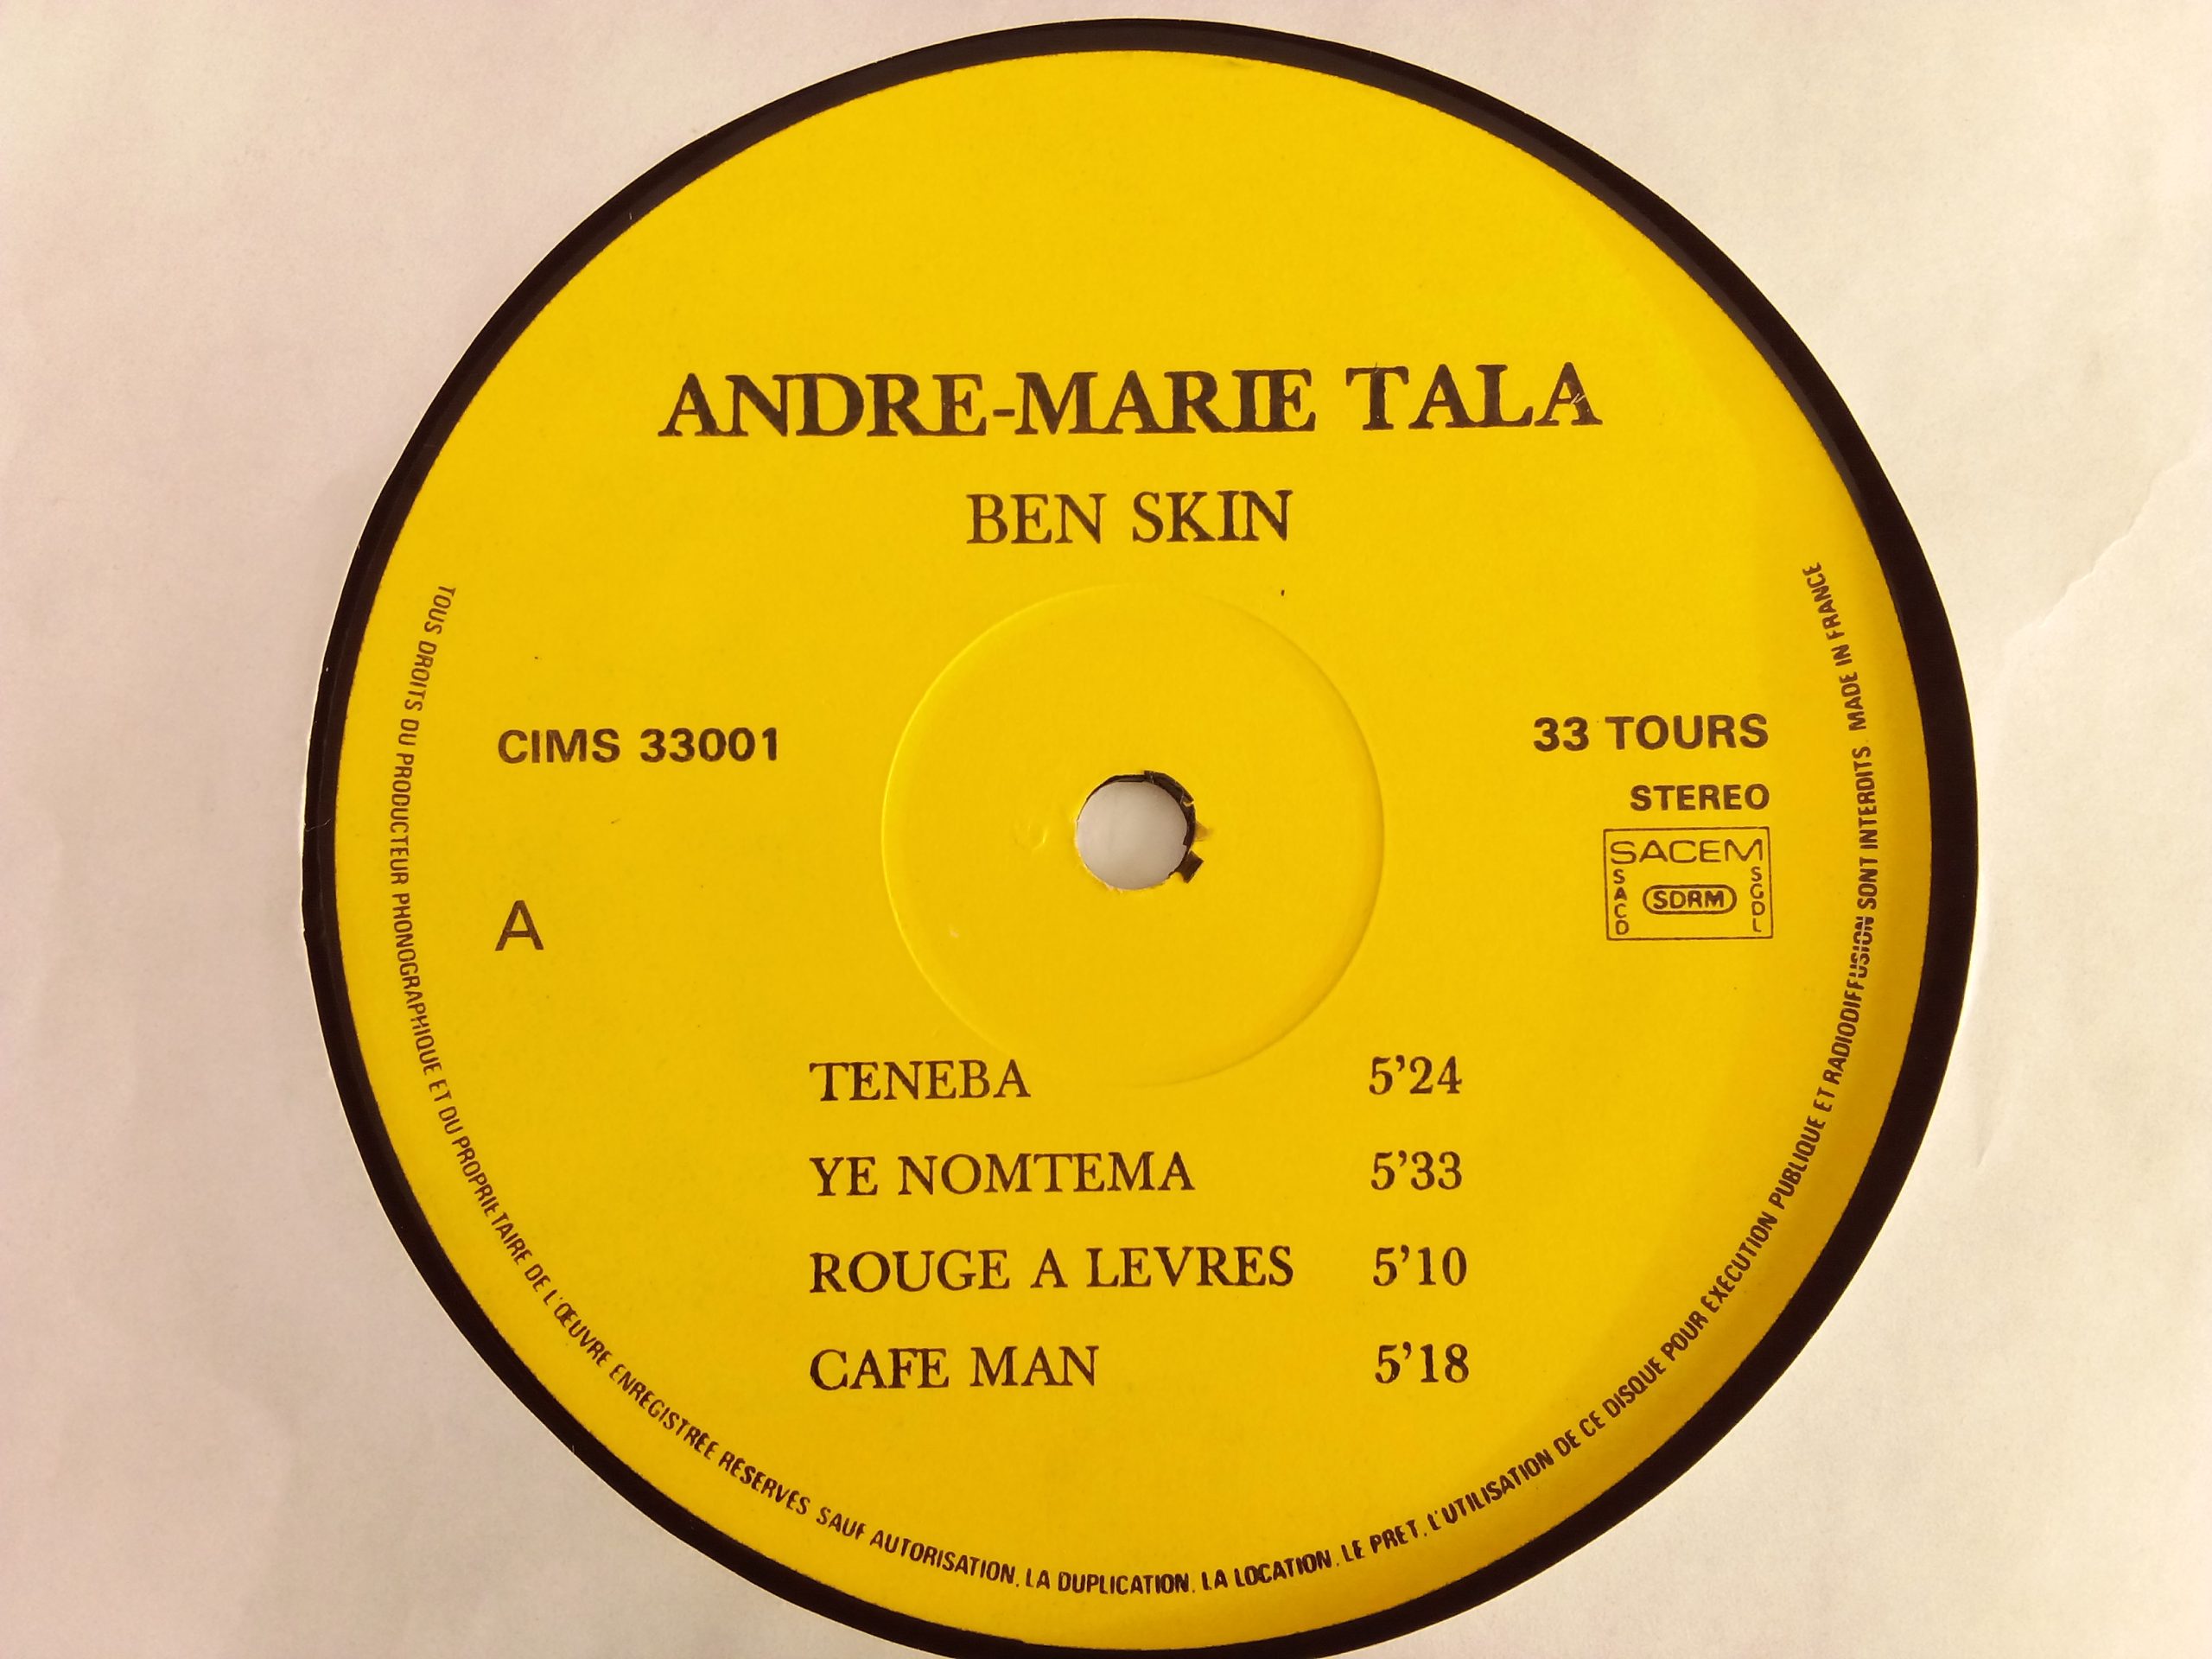 ANDRE-MARIE TALA
BEN SKIN
CIMS 33001
33 TOURS
STEREO
SACEM
SACD
SDRM
SGDL
A
TENEBA 5'24
YE NOMTEMA 5'33
ROUGE A LEVRES 5'10
CAFE MAN 5'18
TOUS DROITS DU PRODUCTEUR PHONOGRAPHIQUE ET DU PROPRIETAIRE DE L'ŒUVRE ENREGISTRÉE RÉSERVÉS SAUF AUTORISATION. LA DUPLICATION. LA LOCATION. LE PRET. L'UTILISATION DE CE DISQUE POUR EXÉCUTION PUBLIQUE ET RADIODIFFUSION SONT INTERDITS. MADE IN FRANCE